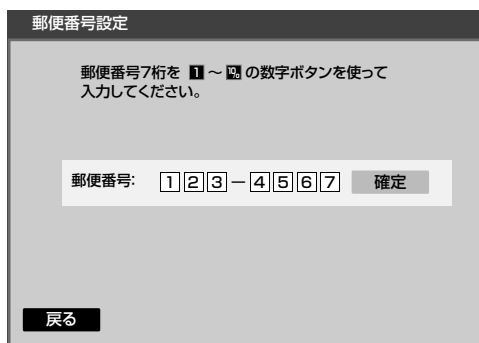 郵便番号設定
郵便番号7桁を 1 ～ 10 の数字ボタンを使って
入力してください。
郵便番号: 123－4567 確定
戻る